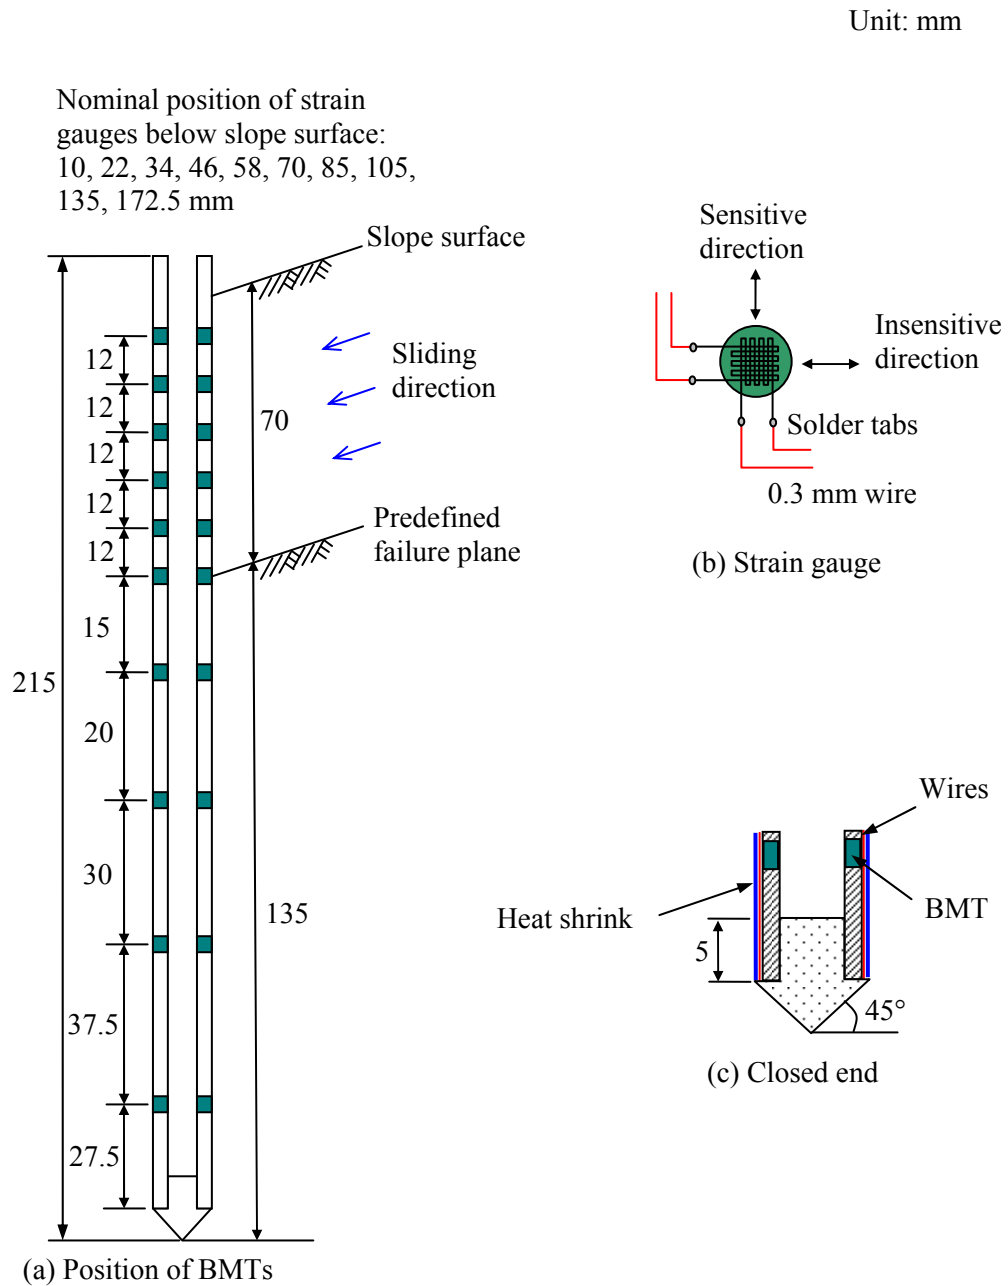 Unit: mm
Nominal position of strain
gauges below slope surface:
10, 22, 34, 46, 58, 70, 85, 105,
135, 172.5 mm
Slope surface
Sliding
direction
Predefined
failure plane
12
12
12
12
12
15
20
30
37.5
27.5
215
70
135
(a) Position of BMTs
Sensitive
direction
Insensitive
direction
Solder tabs
0.3 mm wire
(b) Strain gauge
Wires
BMT
Heat shrink
5
45°
(c) Closed end